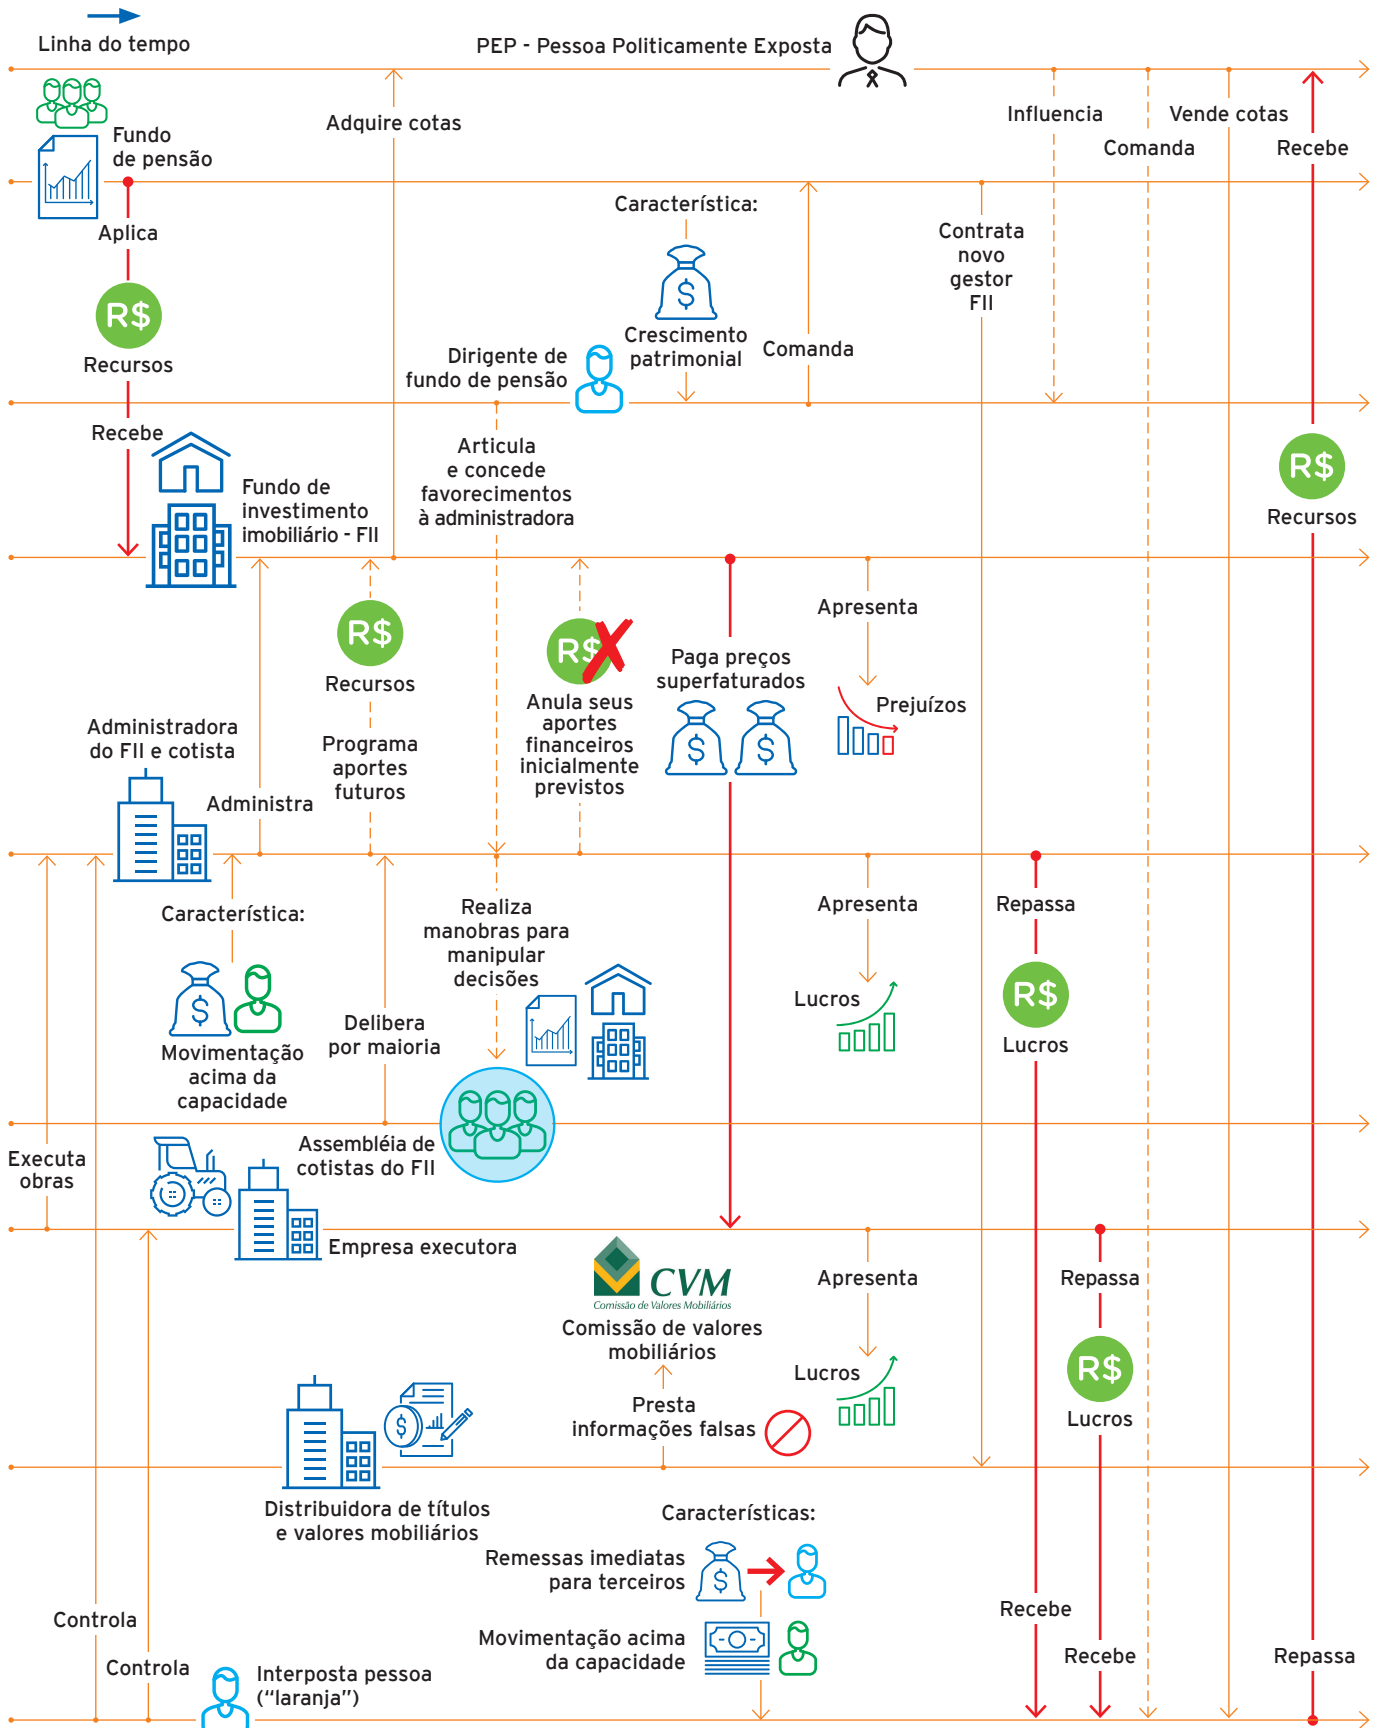 Linha do tempo
PEP - Pessoa Politicamente Exposta
Fundo
de pensão
Adquire cotas
Influencia
Comanda
Vende cotas
Recebe
Aplica
R$
Recursos
Recebe
Característica:
$
Crescimento
patrimonial
Comanda
Contrata
novo
gestor
FII
Dirigente de
fundo de pensão
Fundo de
investimento
imobiliário - FII
Articula
e concede
favorecimentos
à administradora
R$
Recursos
Administradora
do FII e cotista
Administra
R$
Recursos
Programa
aportes
futuros
R$
Anula seus
aportes
financeiros
inicialmente
previstos
Paga preços
superfaturados
$
$
Apresenta
Prejuízos
Característica:
$
Movimentação
acima da
capacidade
Delibera
por maioria
Realiza
manobras para
manipular
decisões
Apresenta
Lucros
Repassa
R$
Lucros
Assembléia de
cotistas do FII
Executa
obras
Empresa executora
CVM
Comissão de Valores Mobiliários
Comissão de valores
mobiliários
Presta
informações falsas
Apresenta
Lucros
Repassa
R$
Lucros
$
Distribuidora de títulos
e valores mobiliários
Características:
Remessas imediatas
para terceiros
$
Movimentação acima
da capacidade
Controla
Controla
Interposta pessoa
(“laranja”)
Recebe
Recebe
Repassa